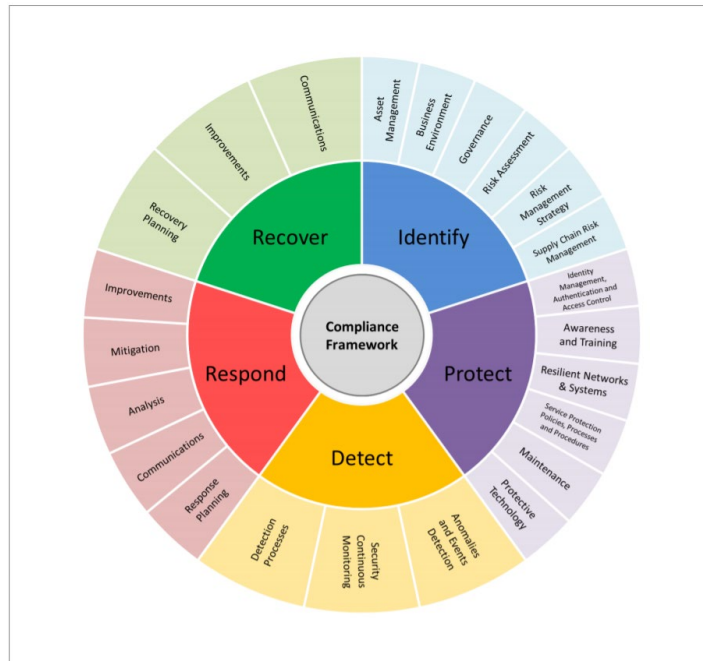 Compliance
Framework
Identify
Asset
Management
Business
Environment
Governance
Risk Assessment
Risk
Management
Strategy
Supply Chain Risk
Management
Protect
Identity
Management,
Authentication and
Access Control
Awareness
and Training
Resilient Networks
& Systems
Service Protection
Policies, Processes
and Procedures
Maintenance
Protective
Technology
Detect
Anomalies
and Events
Detection
Security
Continuous
Monitoring
Detection
Processes
Respond
Response
Planning
Communications
Analysis
Mitigation
Improvements
Recover
Recovery
Planning
Improvements
Communications